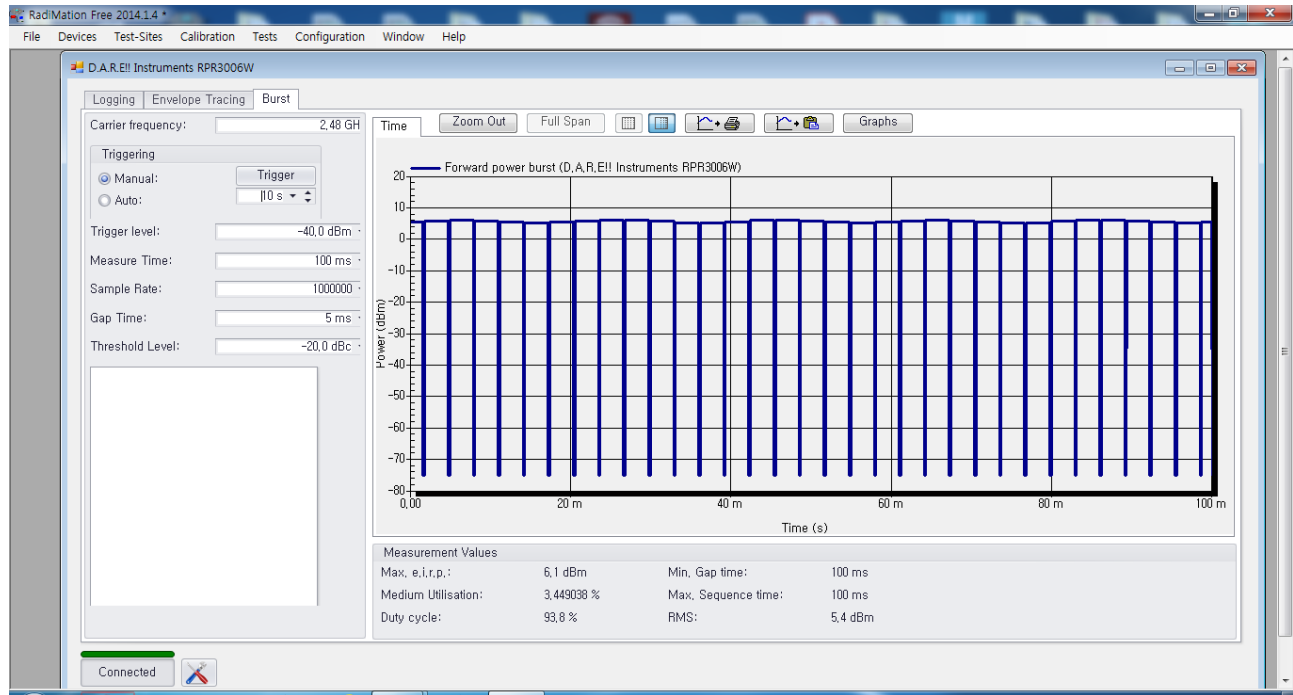 RadiMation Free 2014.1.4 *
File Devices Test-Sites Calibration Tests Configuration Window Help
D.A.R.E!! Instruments RPR3006W
Logging Envelope Tracing Burst
Carrier frequency: 2,48 GH
Triggering
Manual: Trigger
Auto: 10 s
Trigger level: -40,0 dBm
Measure Time: 100 ms
Sample Rate: 1000000
Gap Time: 5 ms
Threshold Level: -20,0 dBc
Time Zoom Out Full Span Graphs
Forward power burst (D,A,R,E!! Instruments RPR3006W)
20
10
0
-10
-20
-30
-40
-50
-60
-70
-80
Power (dBm)
0,00 20 m 40 m 60 m 80 m 100 m
Time (s)
Measurement Values
Max, e,i,r,p,: 6,1 dBm Min, Gap time: 100 ms
Medium Utilisation: 3,449038 % Max, Sequence time: 100 ms
Duty cycle: 93,8 % RMS: 5,4 dBm
Connected